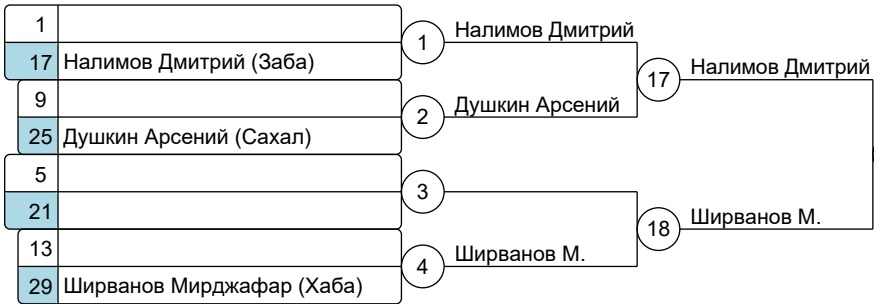 1
17 Налимов Дмитрий (Заба)
1
Налимов Дмитрий
9
25 Душкин Арсений (Сахал)
2
Душкин Арсений
17
Налимов Дмитрий
5
21
3
13
29 Ширванов Мирджафар (Хаба)
4
Ширванов М.
18
Ширванов М.